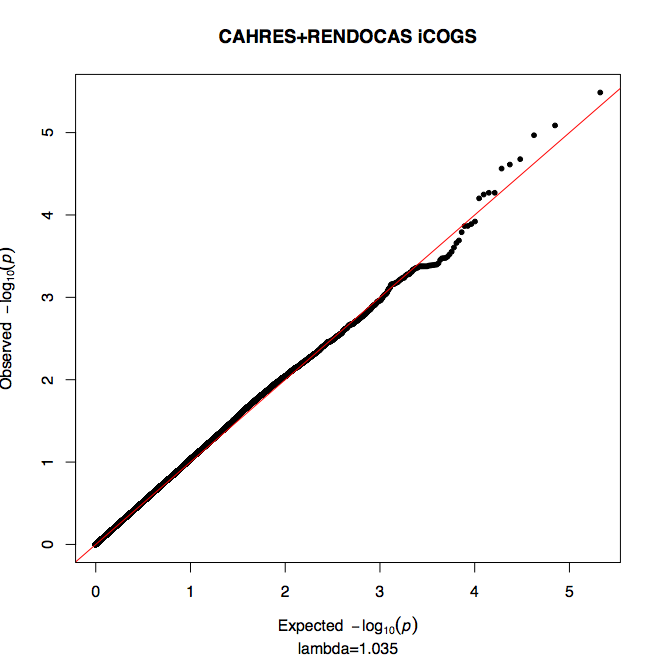 CAHRES+RENDOCAS iCOGS
Observed −log10(p)
5
4
3
2
1
0
0 1 2 3 4 5
Expected −log10(p)
lambda=1.035